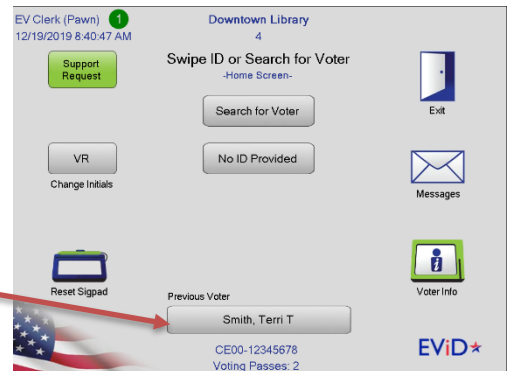 EV Clerk (Pawn) 1
12/19/2019 8:40:47 AM
Downtown Library
4
Support
Request
Swipe ID or Search for Voter
-Home Screen-
Search for Voter
Exit
VR
Change Initials
No ID Provided
Messages
Reset Sigpad
Voter Info
Previous Voter
Smith, Terri T
CE00-12345678
Voting Passes: 2
EViD